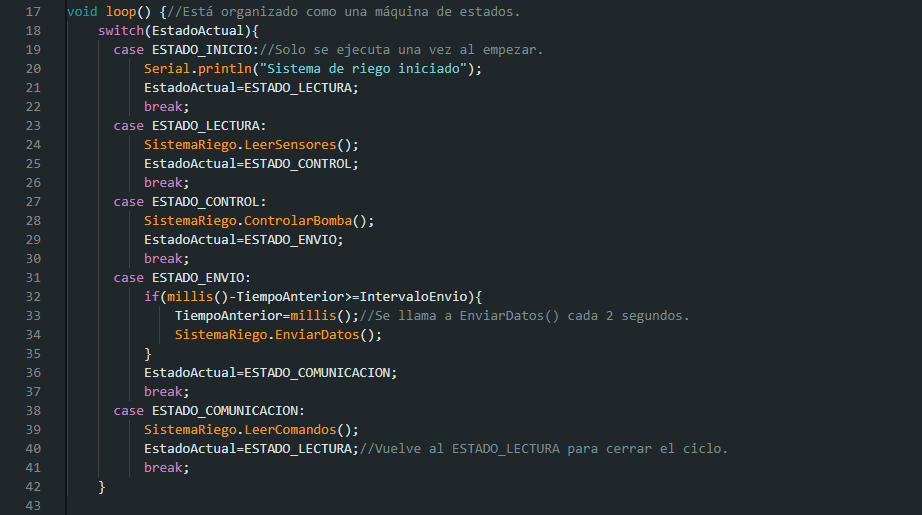 17 void loop() {//Está organizado como una máquina de estados.
18 switch(EstadoActual){
19 case ESTADO_INICIO://Solo se ejecuta una vez al empezar.
20 Serial.println("Sistema de riego iniciado");
21 EstadoActual=ESTADO_LECTURA;
22 break;
23 case ESTADO_LECTURA:
24 SistemaRiego.LeerSensores();
25 EstadoActual=ESTADO_CONTROL;
26 break;
27 case ESTADO_CONTROL:
28 SistemaRiego.ControlarBomba();
29 EstadoActual=ESTADO_ENVIO;
30 break;
31 case ESTADO_ENVIO:
32 if(millis()-TiempoAnterior>=IntervaloEnvio){
33 TiempoAnterior=millis();//Se llama a EnviarDatos() cada 2 segundos.
34 SistemaRiego.EnviarDatos();
35 }
36 EstadoActual=ESTADO_COMUNICACION;
37 break;
38 case ESTADO_COMUNICACION:
39 SistemaRiego.LeerComandos();
40 EstadoActual=ESTADO_LECTURA;//Vuelve al ESTADO_LECTURA para cerrar el ciclo.
41 break;
42 }
43